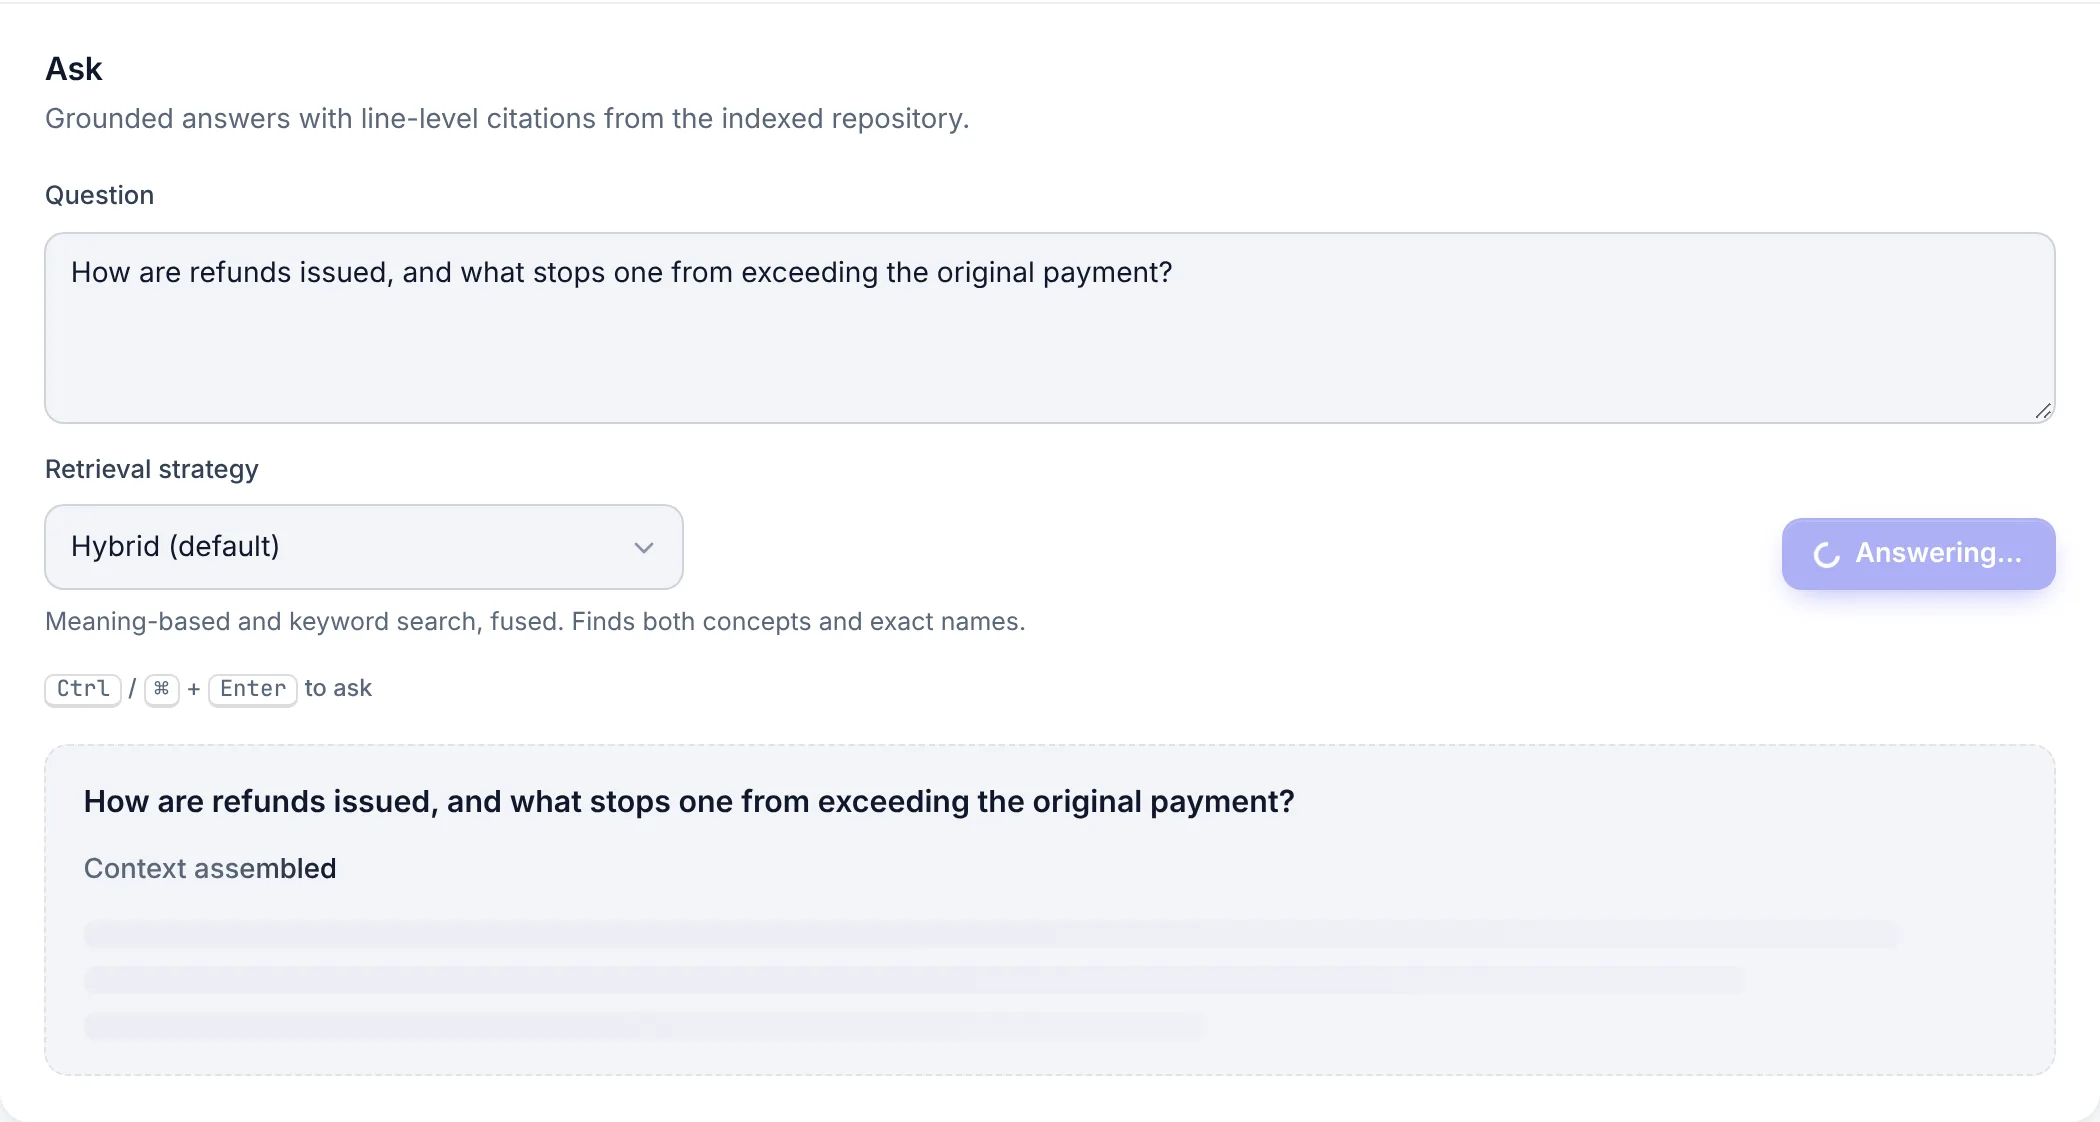 Ask
Grounded answers with line-level citations from the indexed repository.
Question
How are refunds issued, and what stops one from exceeding the original payment?
Retrieval strategy
Hybrid (default)
Answering...
Meaning-based and keyword search, fused. Finds both concepts and exact names.
Ctrl / ⌘ + Enter to ask
How are refunds issued, and what stops one from exceeding the original payment?
Context assembled